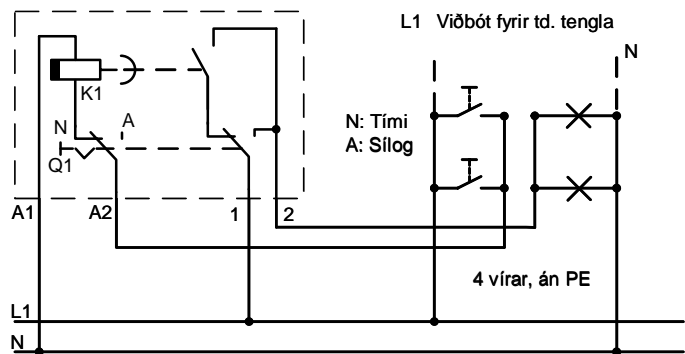 L1 Viðbót fyrir td. tengla
N
K1
N
A
Q1
N: Tími
A: Sílog
A1
A2
1
2
4 vírar, án PE
L1
N